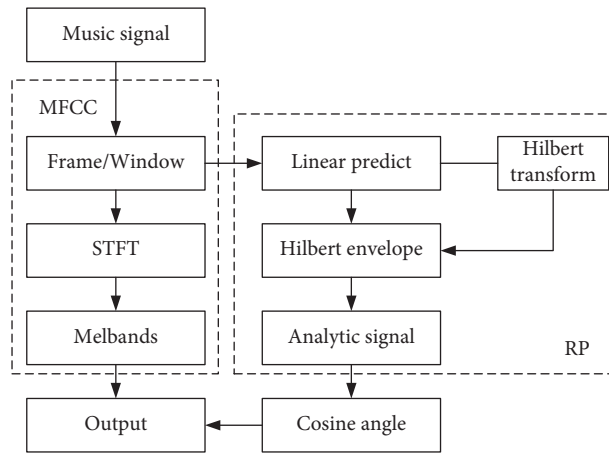 Music signal
MFCC
Frame/Window
Linear predict
Hilbert
transform
STFT
Hilbert envelope
Melbands
Analytic signal
RP
Output
Cosine angle